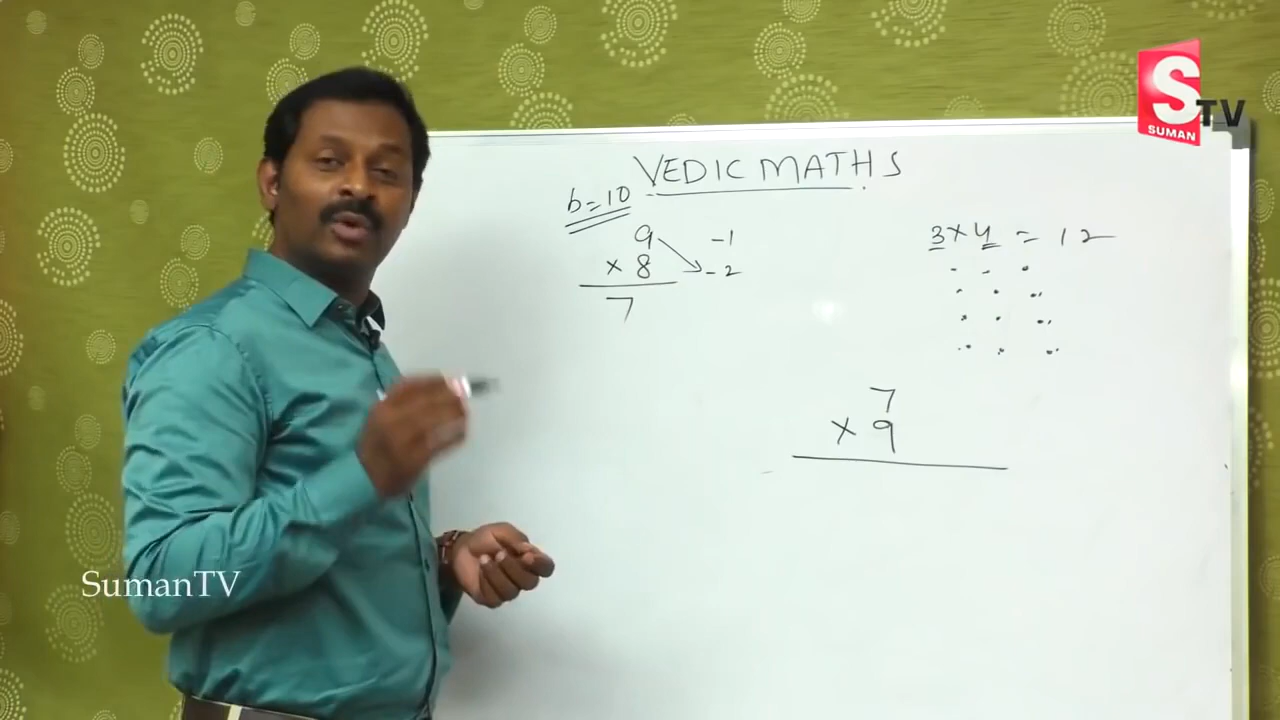 S TV
SUMAN
VEDIC MATHS
b=10
9 -1
× 8 -2
7
3×4 = 12
7
× 9
SumanTV